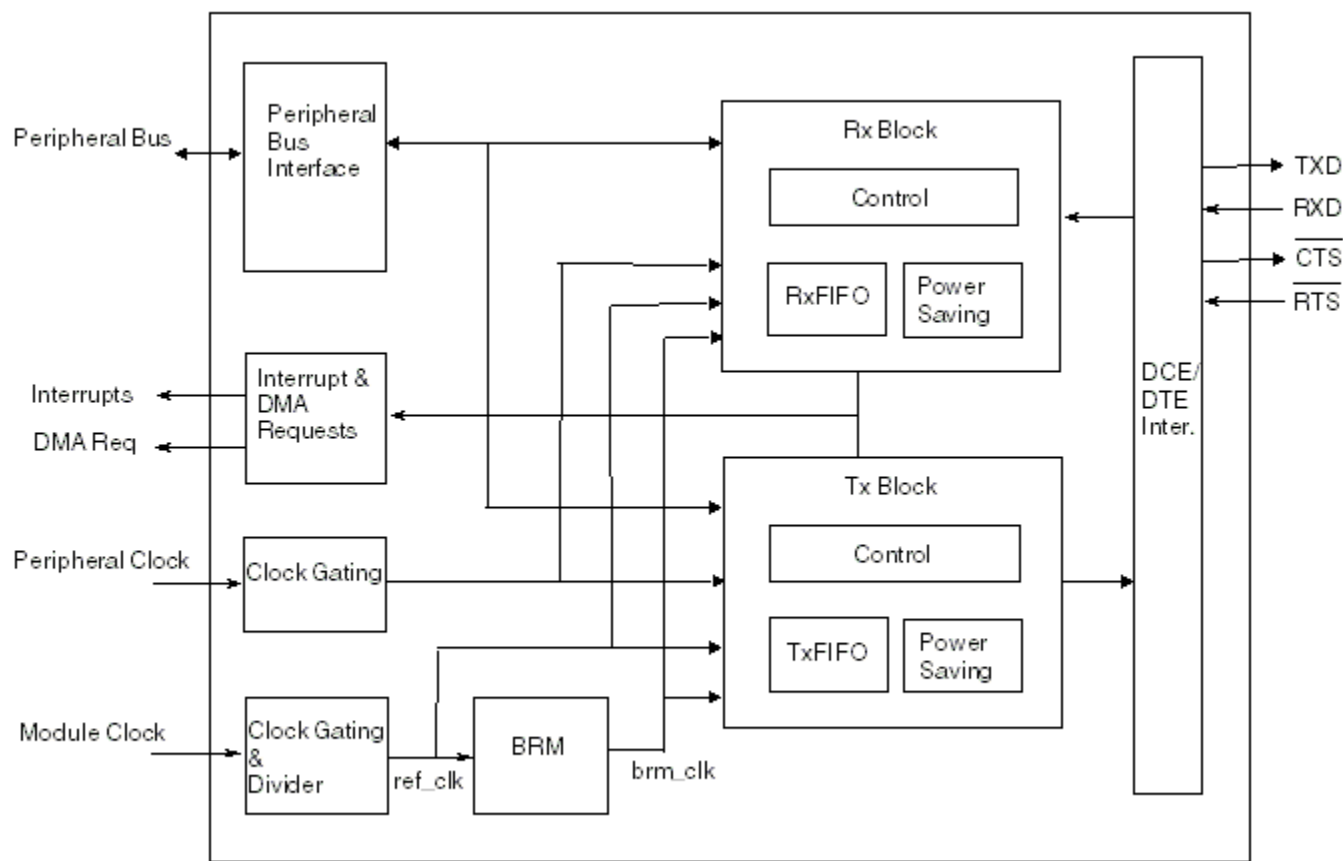 Peripheral Bus
Peripheral
Bus
Interface
Rx Block
Control
RxFIFO
Power
Saving
TXD
RXD
CTS
RTS
Interrupts
DMA Req
Interrupt &
DMA
Requests
DCE/
DTE
Inter.
Tx Block
Control
TxFIFO
Power
Saving
Peripheral Clock
Clock Gating
Module Clock
Clock Gating
&
Divider
ref_clk
BRM
brm_clk